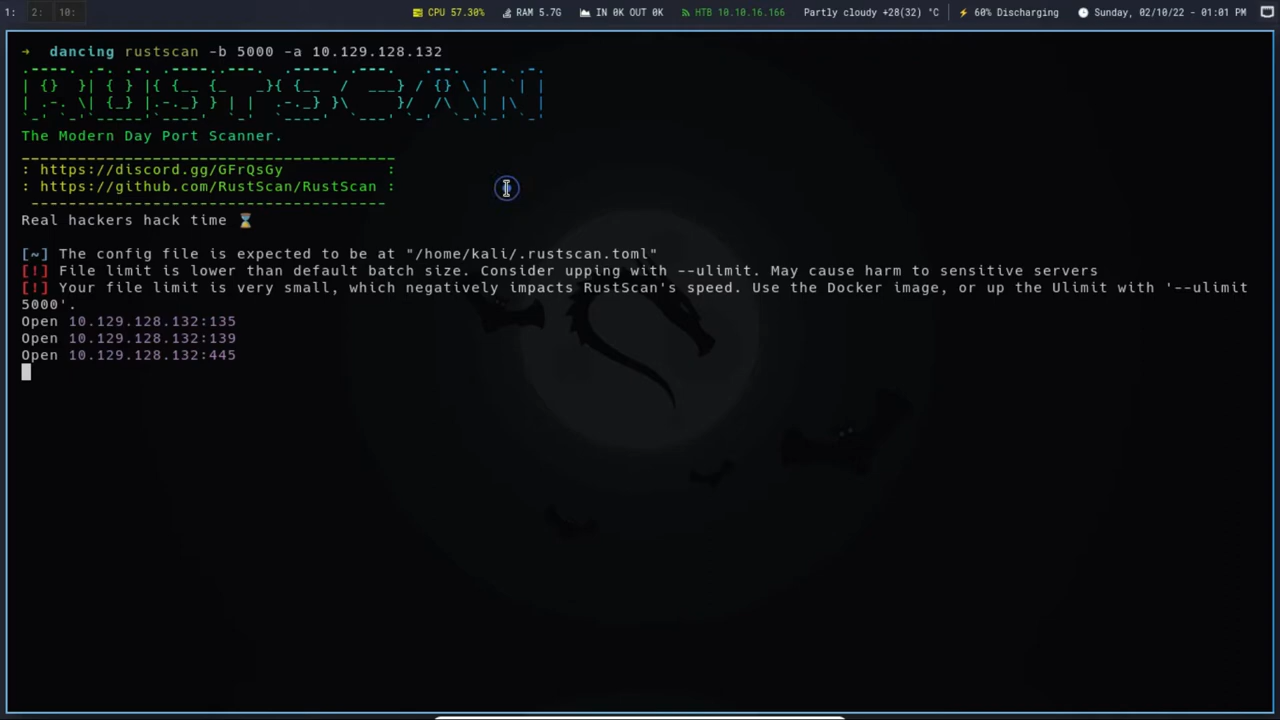 1: 2: 10: CPU 57.30% RAM 5.7G IN 0K OUT 0K HTB 10.10.16.166 Partly cloudy +28(32) °C 60% Discharging Sunday, 02/10/22 - 01:01 PM
→ dancing rustscan -b 5000 -a 10.129.128.132
.----. .-. .-. .----..---. .----. .---. .--. .-. .-.
| {} }| { } |{ {__ {_ _}{ {__ / ___} / {} \ | `| |
| .-. \| {_} |.-._} } | | .-._} }\ }/ /\ \| |\ |
`-' `-'`-----'`----' `-' `----' `---' `-' `-'`-' `-'
The Modern Day Port Scanner.
________________________________________
: https://discord.gg/GFrQsGy :
: https://github.com/RustScan/RustScan :
--------------------------------------
Real hackers hack time ⌛
[~] The config file is expected to be at "/home/kali/.rustscan.toml"
[!] File limit is lower than default batch size. Consider upping with --ulimit. May cause harm to sensitive servers
[!] Your file limit is very small, which negatively impacts RustScan's speed. Use the Docker image, or up the Ulimit with '--ulimit
5000'.
Open 10.129.128.132:135
Open 10.129.128.132:139
Open 10.129.128.132:445